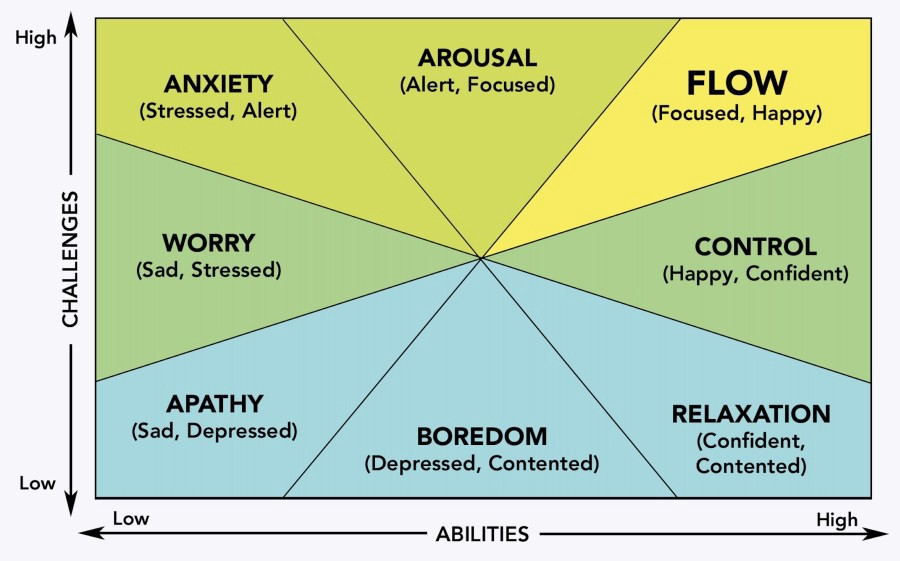 High
ANXIETY
(Stressed, Alert)
AROUSAL
(Alert, Focused)
FLOW
(Focused, Happy)
CHALLENGES
WORRY
(Sad, Stressed)
CONTROL
(Happy, Confident)
APATHY
(Sad, Depressed)
BOREDOM
(Depressed, Contented)
RELAXATION
(Confident,
Contented)
Low
Low
ABILITIES
High